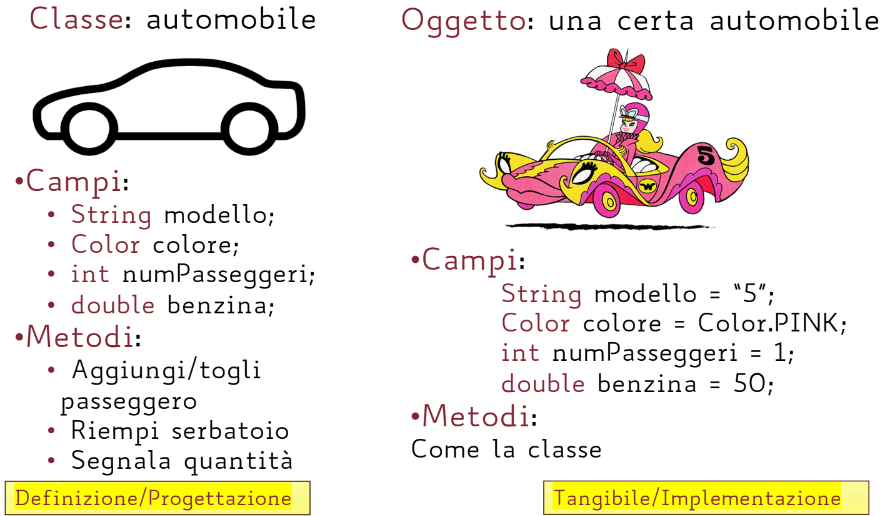 Classe: automobile
•Campi:
• String modello;
• Color colore;
• int numPasseggeri;
• double benzina;
•Metodi:
• Aggiungi/togli
passeggero
• Riempi serbatoio
• Segnala quantità
Definizione/Progettazione
Oggetto: una certa automobile
5
W
•Campi:
String modello = “5”;
Color colore = Color.PINK;
int numPasseggeri = 1;
double benzina = 50;
•Metodi:
Come la classe
Tangibile/Implementazione